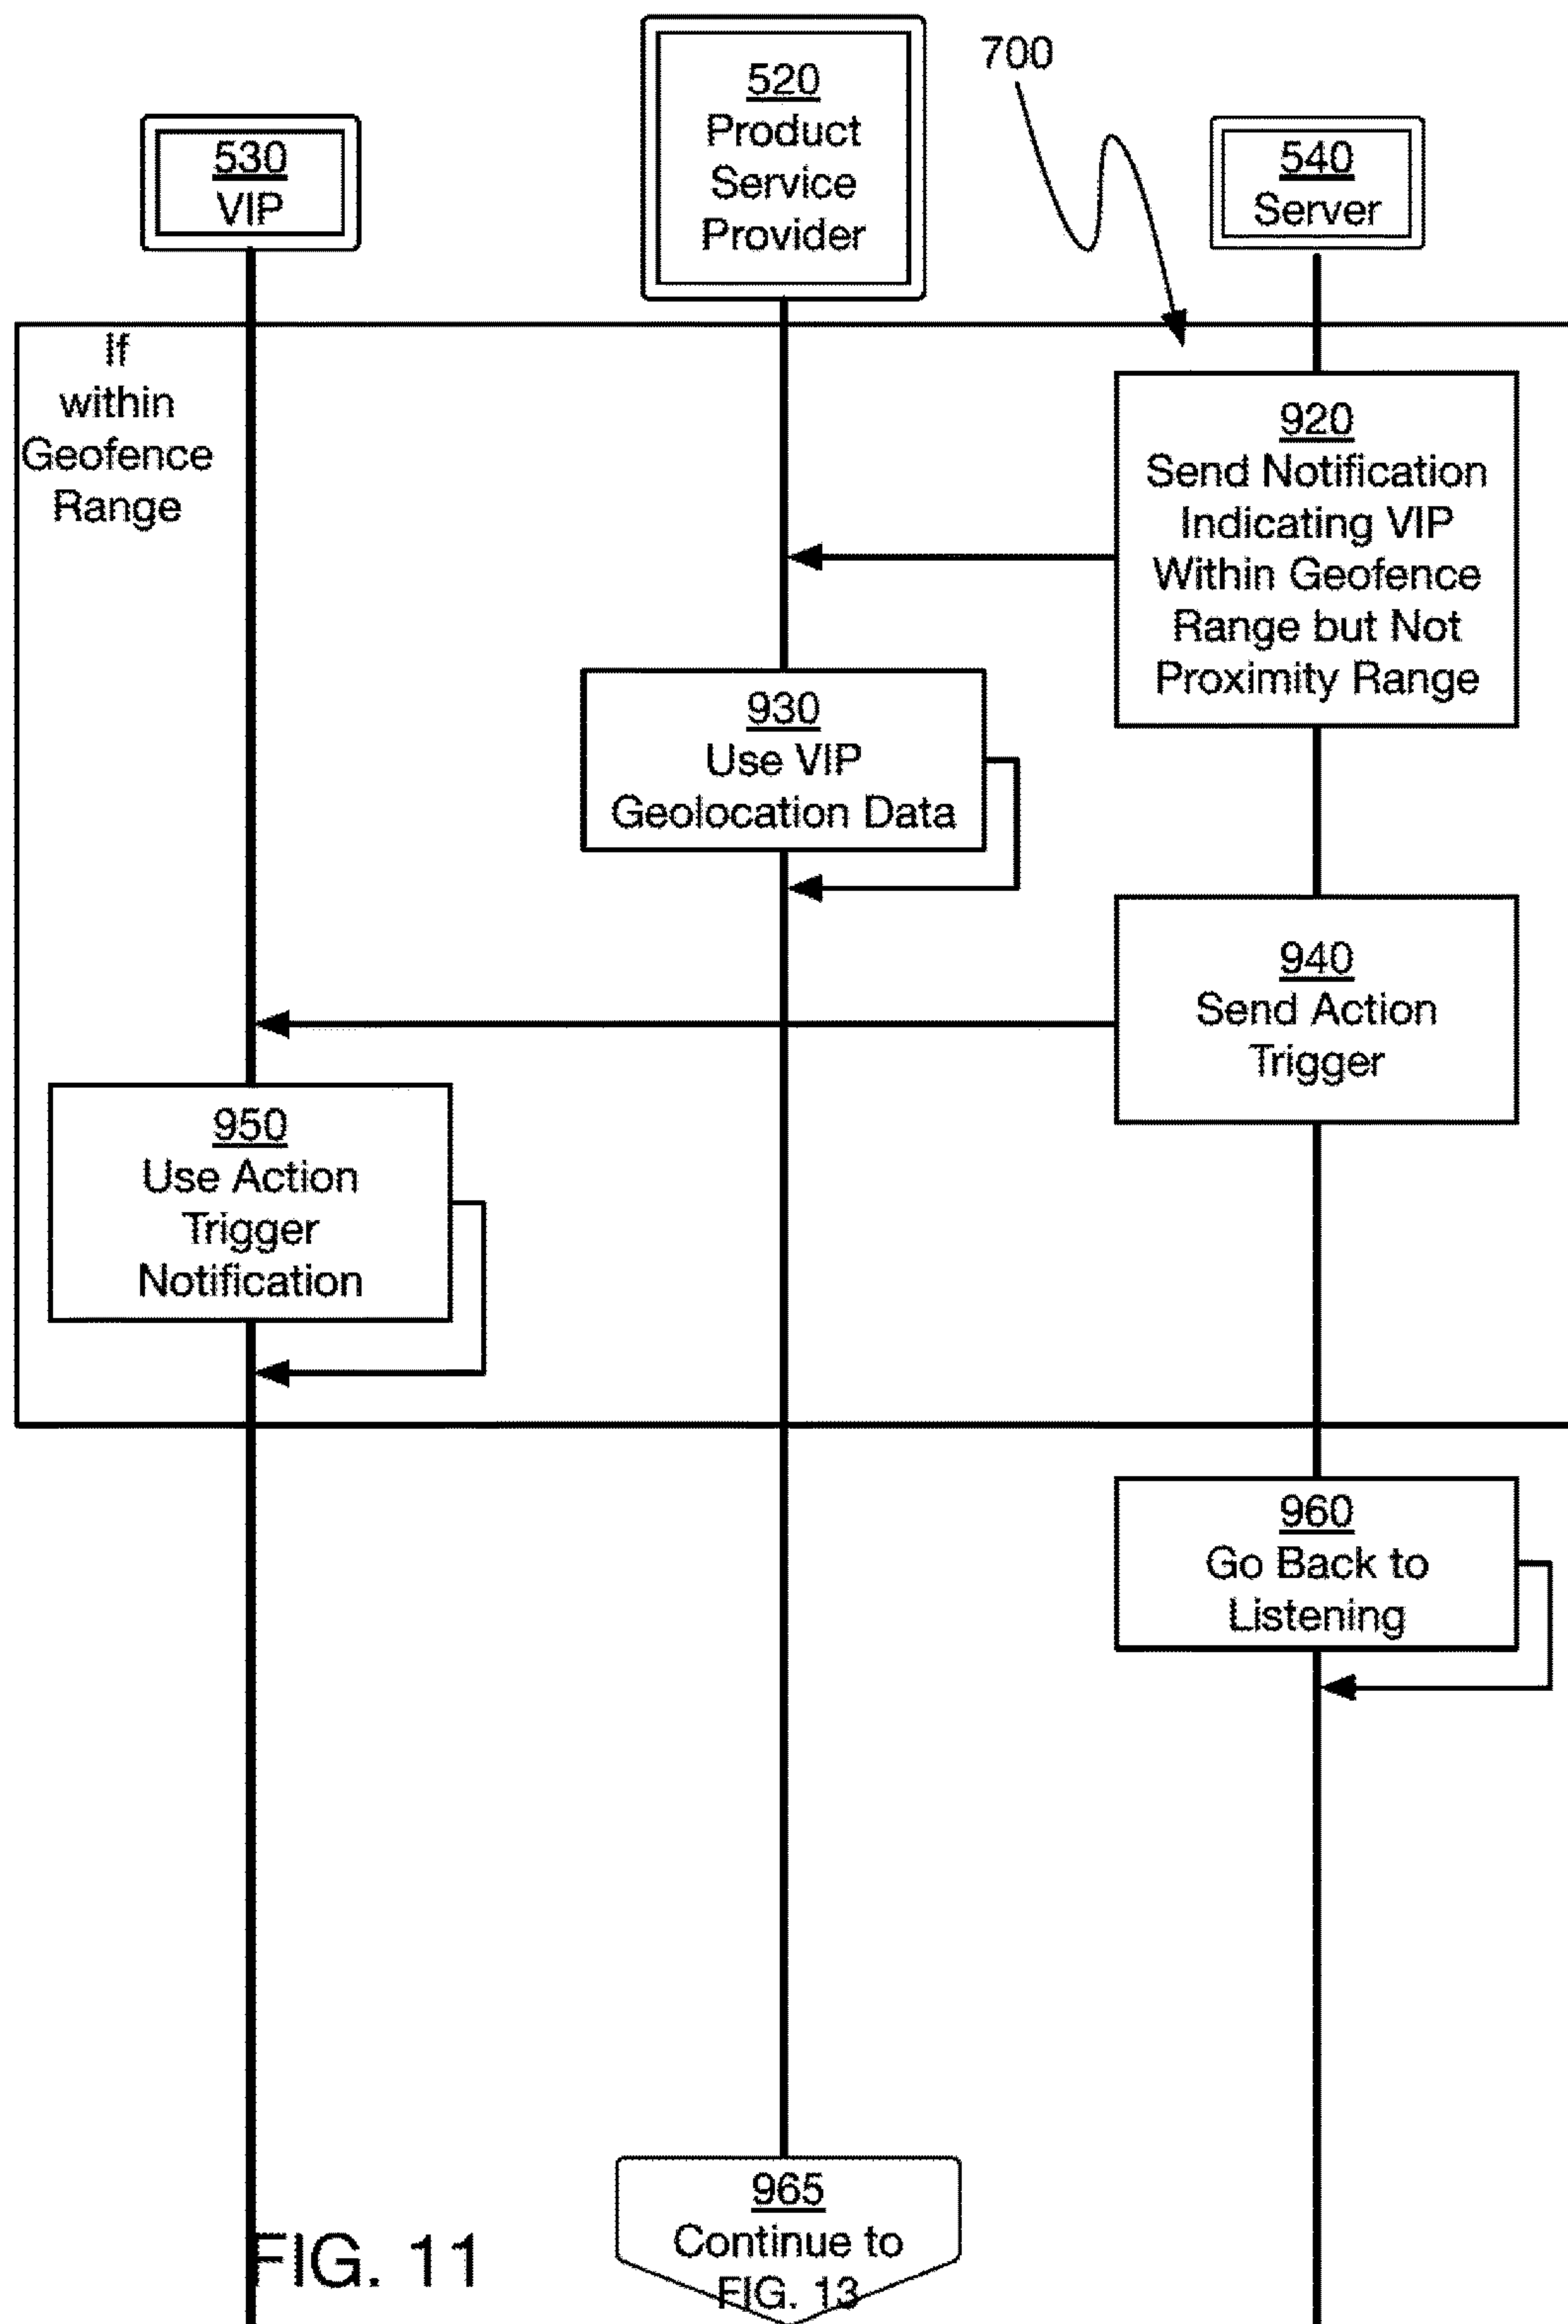 700
520
Product
Service
Provider
530
VIP
540
Server
If
within
Geofence
Range
920
Send Notification
Indicating VIP
Within Geofence
Range but Not
Proximity Range
930
Use VIP
Geolocation Data
940
Send Action
Trigger
950
Use Action
Trigger
Notification
960
Go Back to
Listening
965
Continue to
FIG. 13
FIG. 11